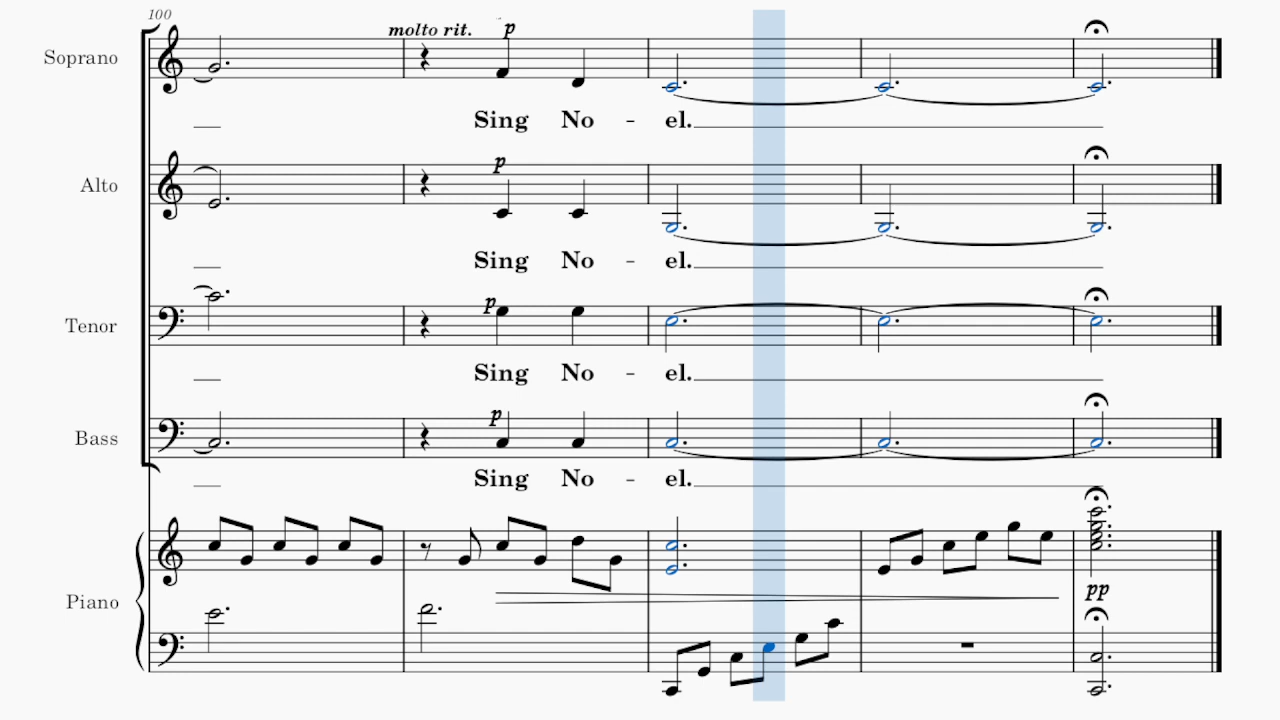 100
molto rit.
p
Soprano
Sing No - el.
p
Alto
Sing No - el.
p
Tenor
Sing No - el.
p
Bass
Sing No - el.
Piano
pp